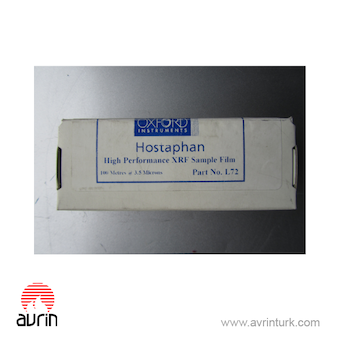 OXFORD
INSTRUMENTS
Hostaphan
High Performance XRF Sample Film
100 Metres @ 3.5 Microns Part No. L72
avrin
www.avrinturk.com